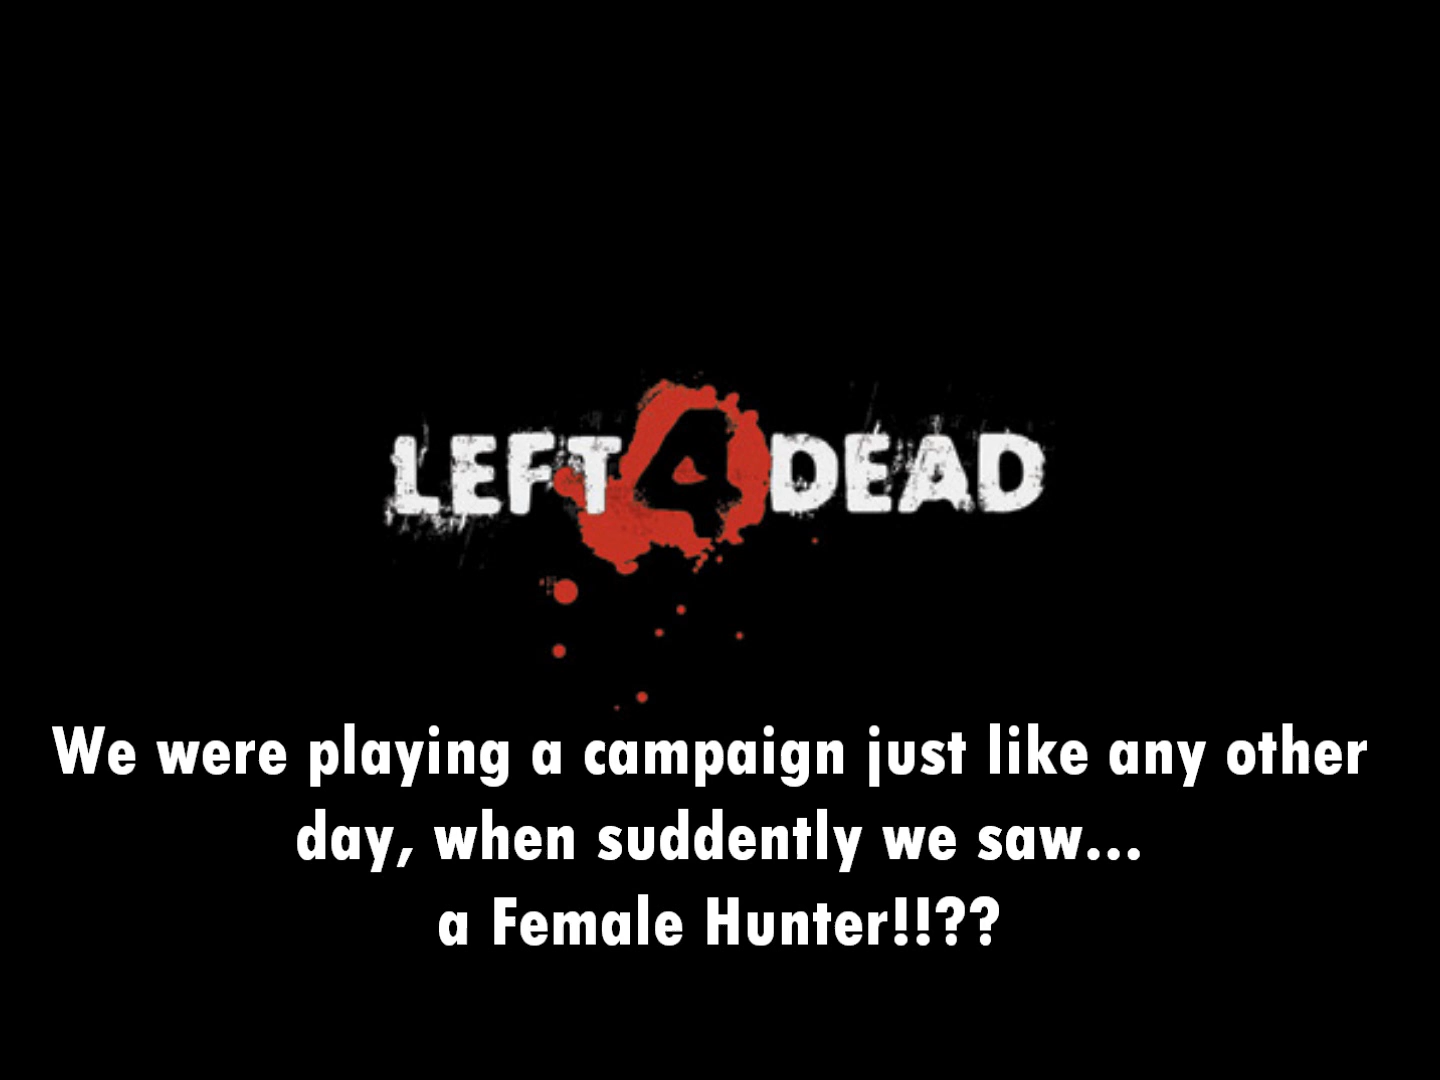 LEFT 4 DEAD
We were playing a campaign just like any other
day, when suddently we saw...
a Female Hunter!!??